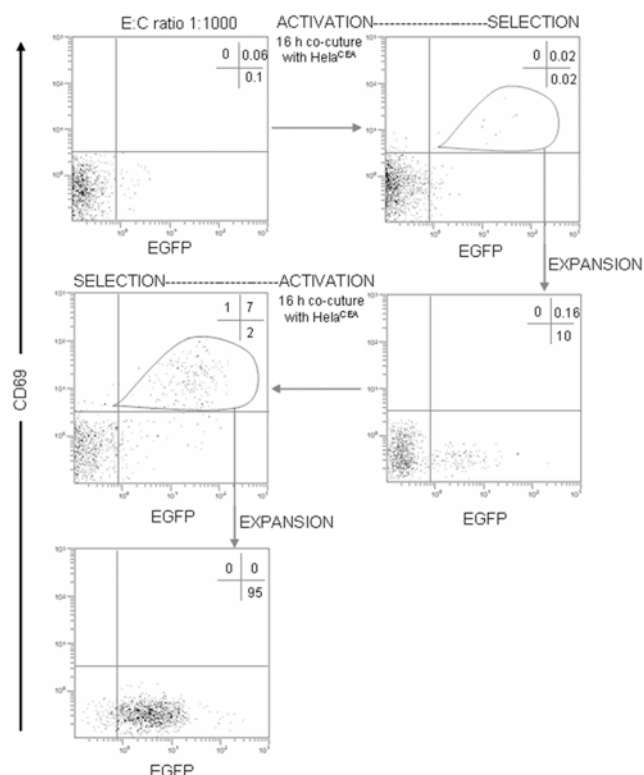 E:C ratio 1:1000
ACTIVATION-----------------------SELECTION
16 h co-cuture
with Hela^CEA
0 0.06
0.1
0 0.02
0.02
EGFP
EGFP
EXPANSION
SELECTION-----------------------ACTIVATION
16 h co-cuture
with Hela^CEA
1 7
2
0 0.16
10
CD69
EGFP
EGFP
EXPANSION
0 0
95
EGFP